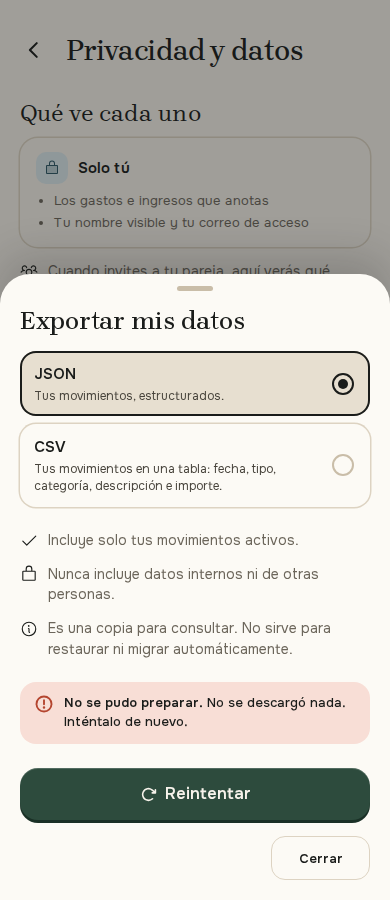 Privacidad y datos
Qué ve cada uno
Solo tú
• Los gastos e ingresos que anotas
• Tu nombre visible y tu correo de acceso
Cuando invites a tu pareja, aquí verás qué
Exportar mis datos
JSON
Tus movimientos, estructurados.
CSV
Tus movimientos en una tabla: fecha, tipo,
categoría, descripción e importe.
Incluye solo tus movimientos activos.
Nunca incluye datos internos ni de otras
personas.
Es una copia para consultar. No sirve para
restaurar ni migrar automáticamente.
No se pudo preparar. No se descargó nada.
Inténtalo de nuevo.
Reintentar
Cerrar